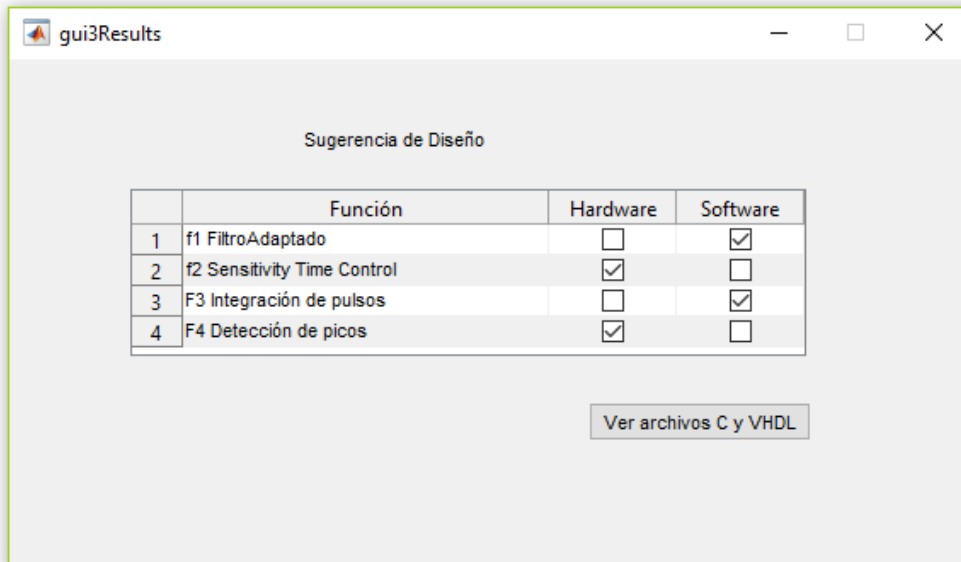 gui3Results
Sugerencia de Diseño
Función Hardware Software
1 f1 FiltroAdaptado
2 f2 Sensitivity Time Control
3 F3 Integración de pulsos
4 F4 Detección de picos
Ver archivos C y VHDL